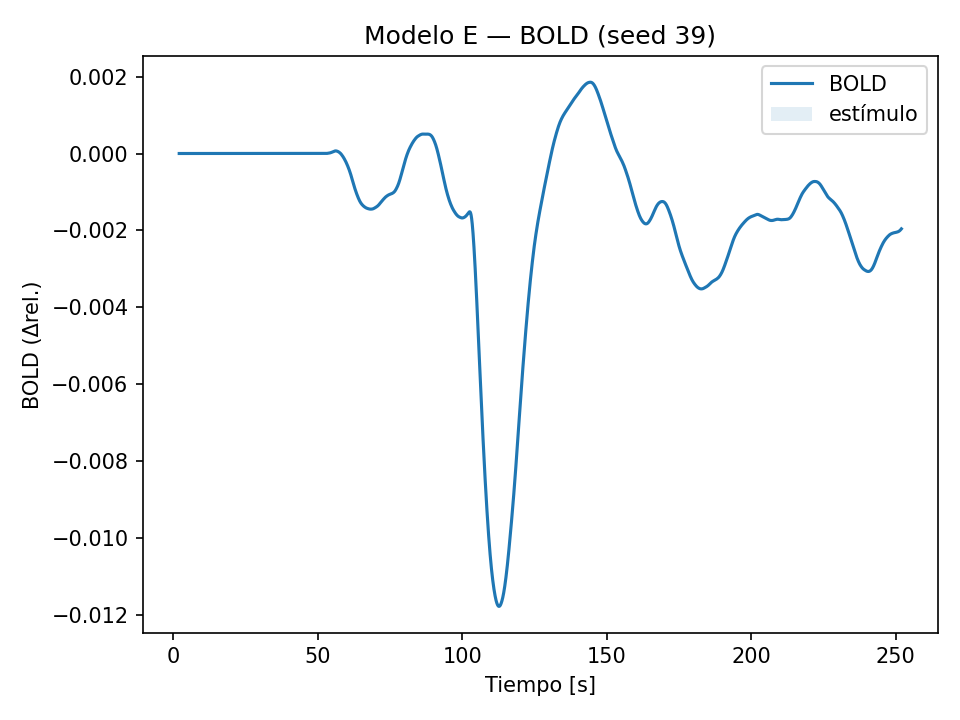 Modelo E — BOLD (seed 39)
BOLD
estímulo
0.002
0.000
−0.002
−0.004
−0.006
−0.008
−0.010
−0.012
BOLD (Δrel.)
0 50 100 150 200 250
Tiempo [s]